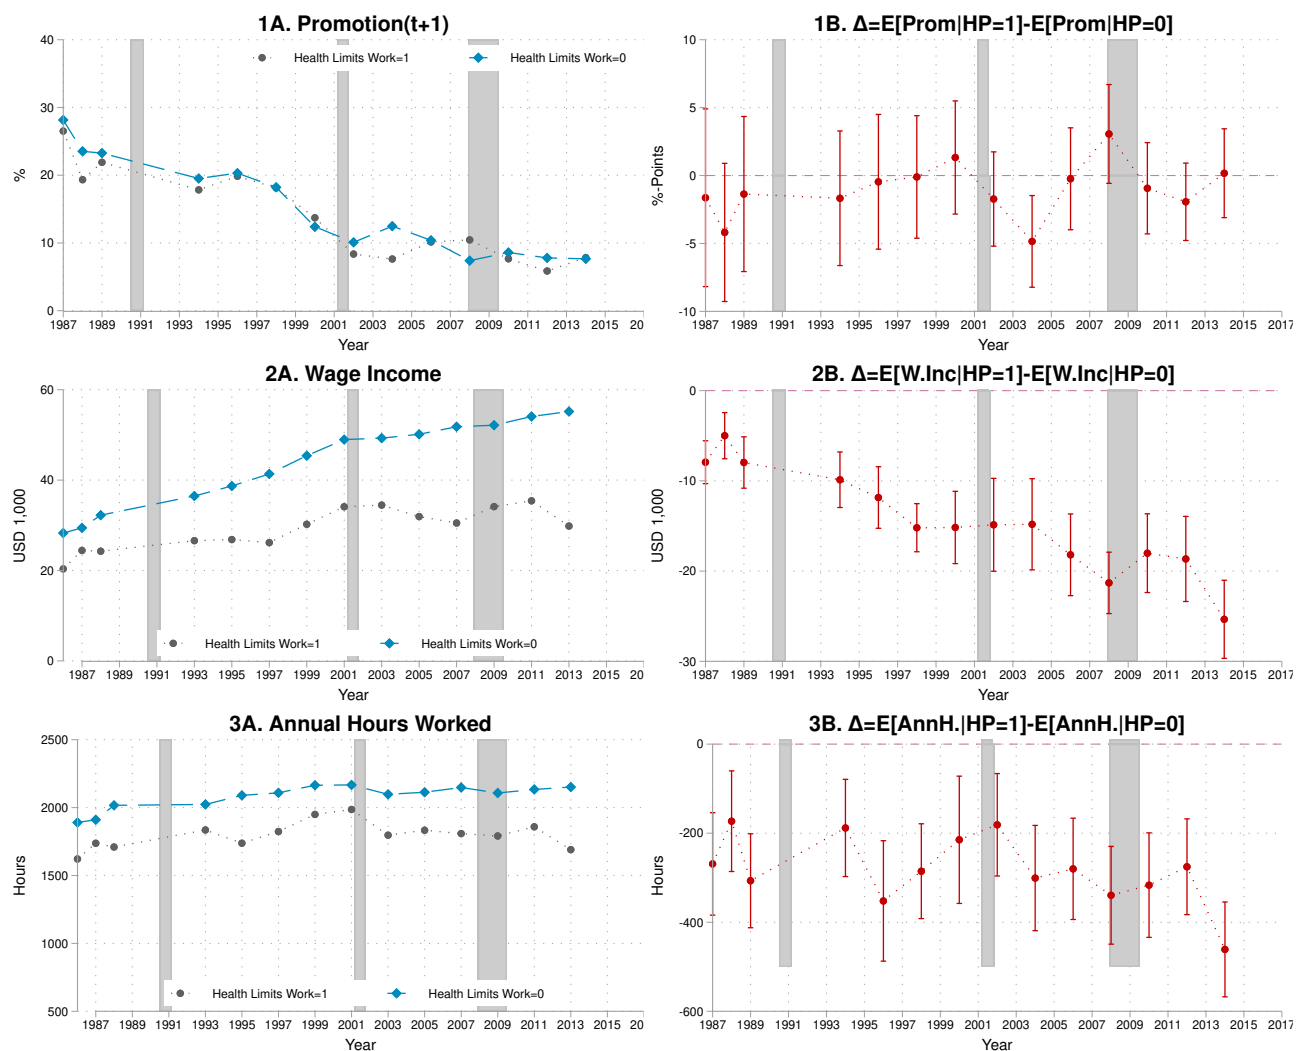 1A. Promotion(t+1)
40
30
20
10
0
%
Health Limits Work=1
Health Limits Work=0
1987 1989 1991 1993 1995 1997 1999 2001 2003 2005 2007 2009 2011 2013 2015 20
Year
1B. Δ=E[Prom|HP=1]-E[Prom|HP=0]
10
5
0
-5
-10
%-Points
1987 1989 1991 1993 1995 1997 1999 2001 2003 2005 2007 2009 2011 2013 2015 2017
Year
2A. Wage Income
60
40
20
0
USD 1,000
Health Limits Work=1
Health Limits Work=0
1987 1989 1991 1993 1995 1997 1999 2001 2003 2005 2007 2009 2011 2013 2015 20
Year
2B. Δ=E[W.Inc|HP=1]-E[W.Inc|HP=0]
0
-10
-20
-30
USD 1,000
1987 1989 1991 1993 1995 1997 1999 2001 2003 2005 2007 2009 2011 2013 2015 2017
Year
3A. Annual Hours Worked
2500
2000
1500
1000
500
Hours
Health Limits Work=1
Health Limits Work=0
1987 1989 1991 1993 1995 1997 1999 2001 2003 2005 2007 2009 2011 2013 2015 20
Year
3B. Δ=E[AnnH.|HP=1]-E[AnnH.|HP=0]
0
-200
-400
-600
Hours
1987 1989 1991 1993 1995 1997 1999 2001 2003 2005 2007 2009 2011 2013 2015 2017
Year